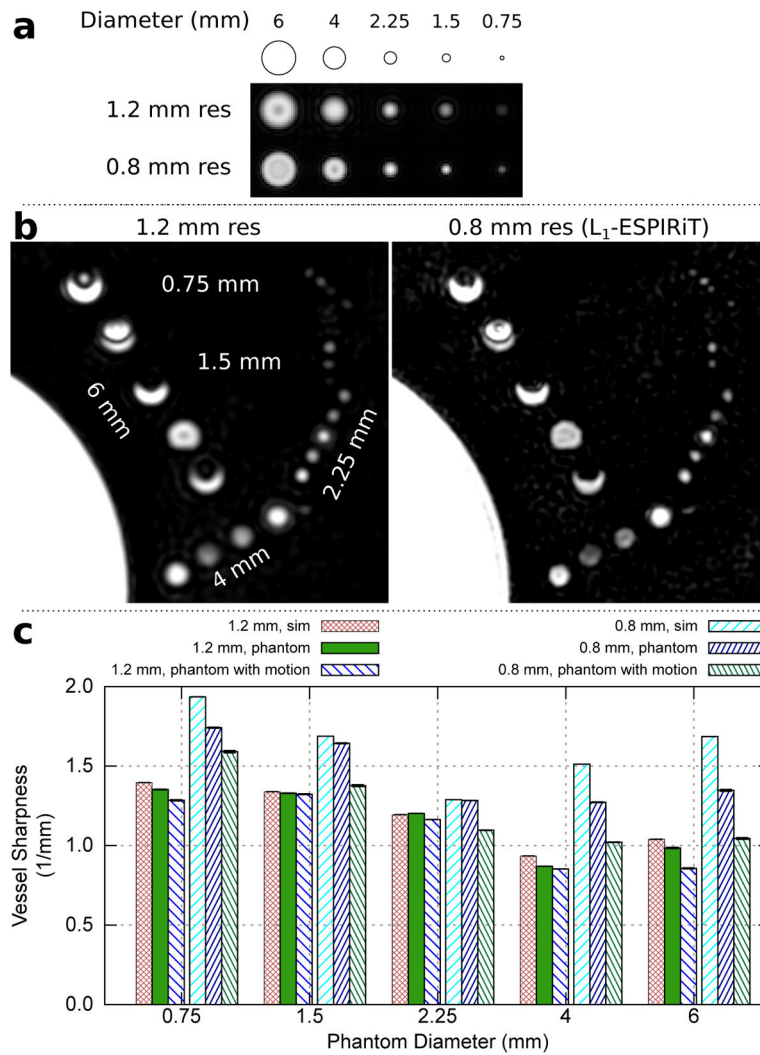 a
Diameter (mm) 6 4 2.25 1.5 0.75
1.2 mm res
0.8 mm res
b
1.2 mm res
0.8 mm res (L₁-ESPIRiT)
0.75 mm
1.5 mm
6 mm
2.25 mm
4 mm
c
1.2 mm, sim
1.2 mm, phantom
1.2 mm, phantom with motion
0.8 mm, sim
0.8 mm, phantom
0.8 mm, phantom with motion
Vessel Sharpness
(1/mm)
2.0
1.5
1.0
0.5
0.0
0.75 1.5 2.25 4 6
Phantom Diameter (mm)